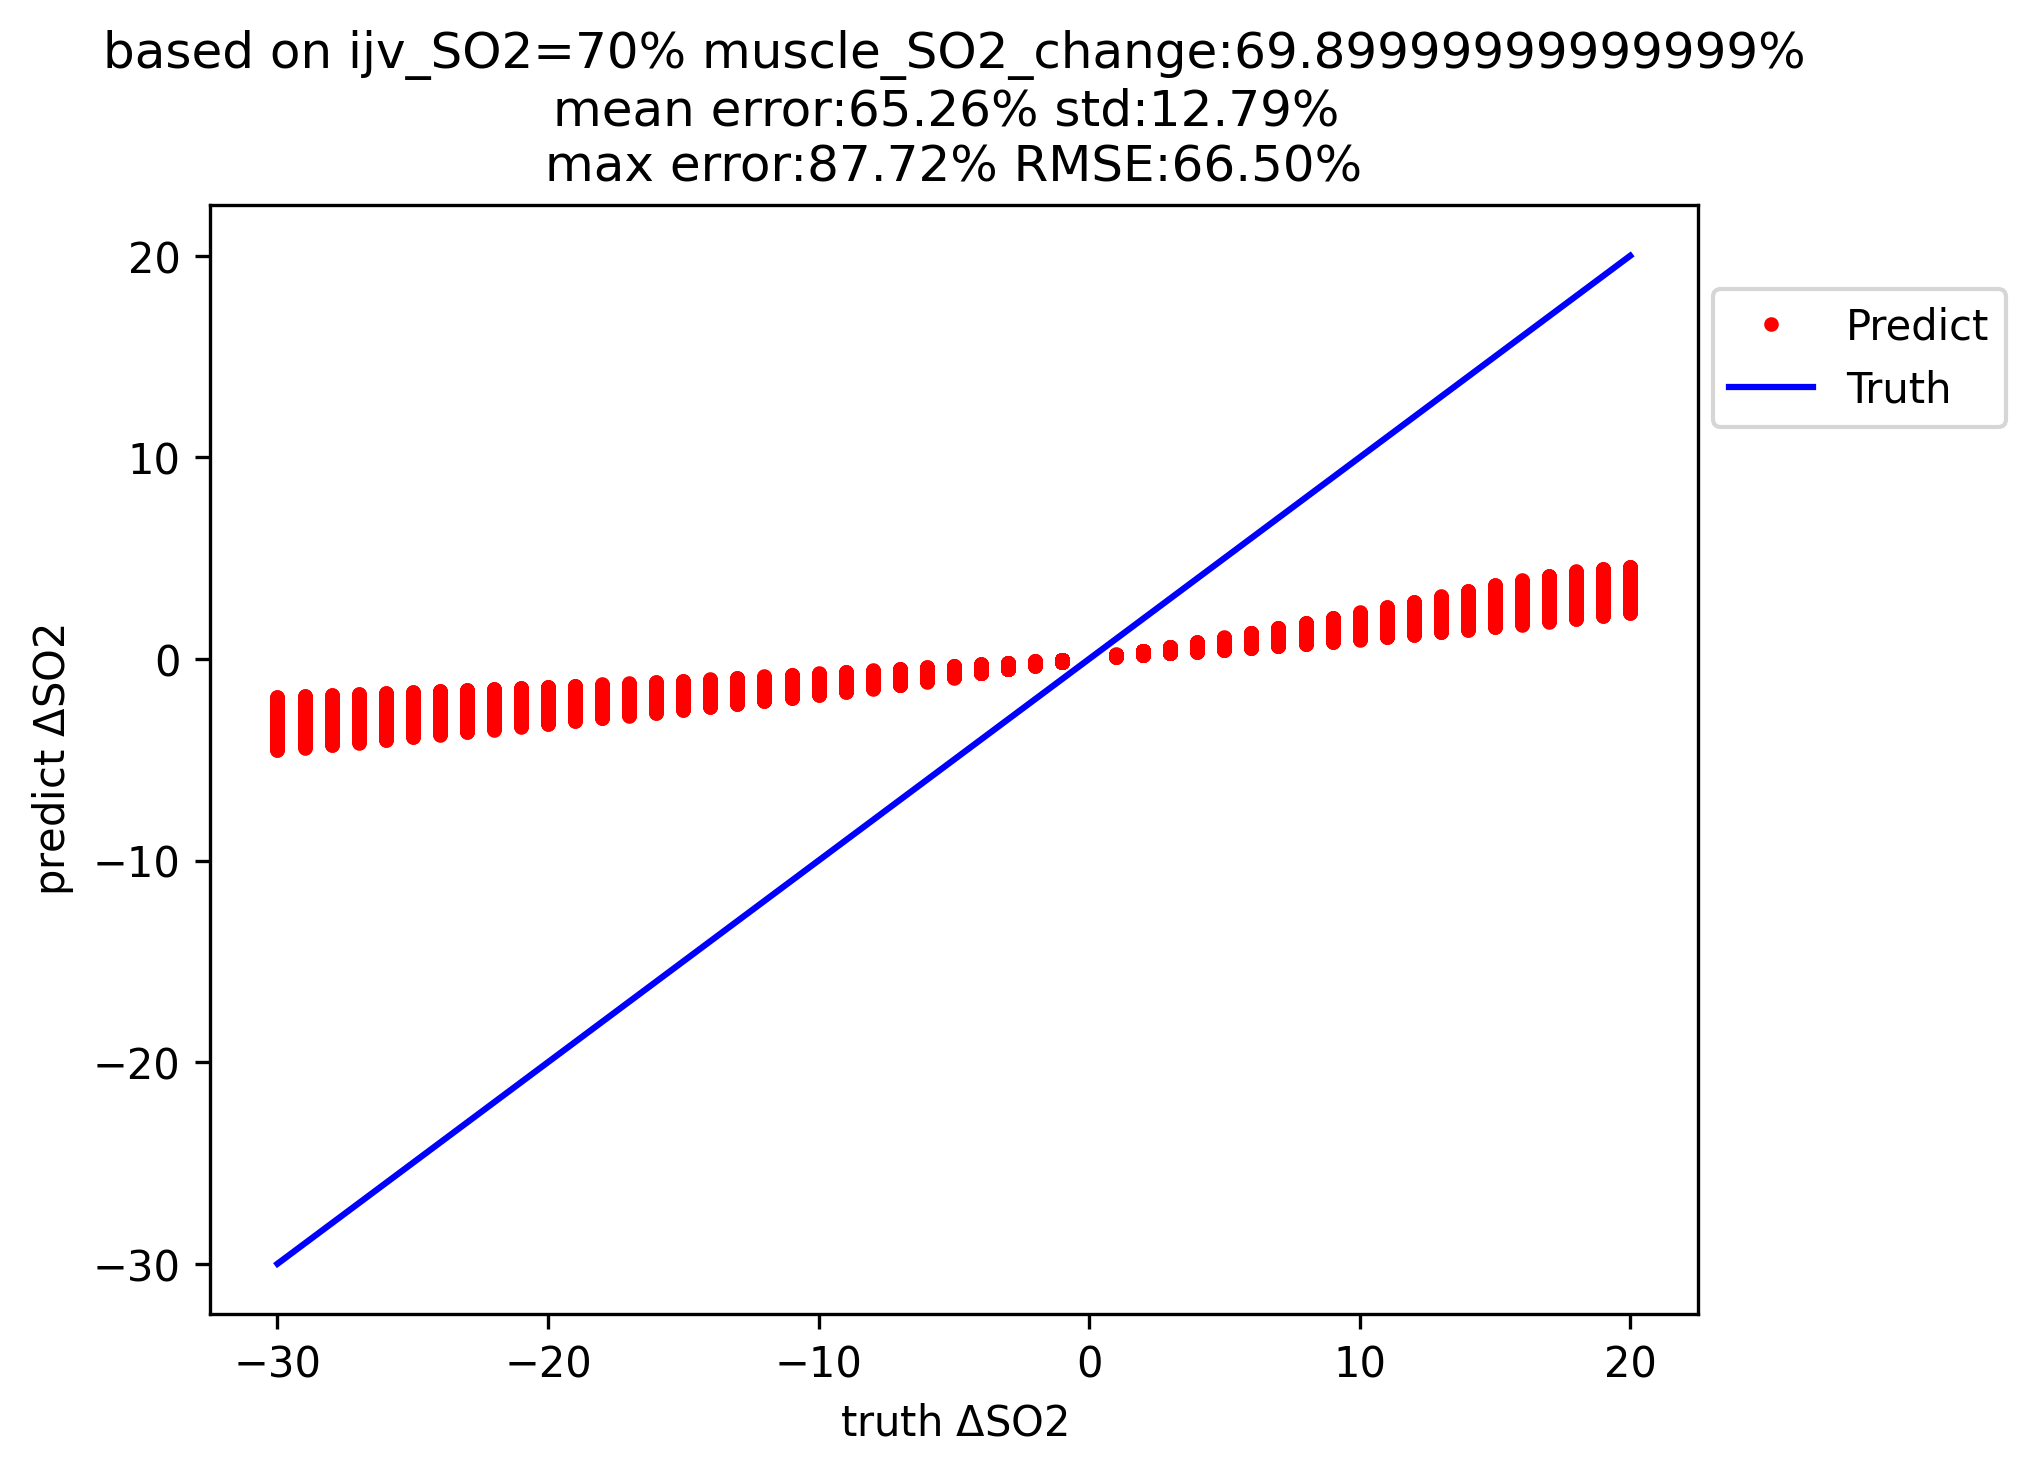 based on ijv_SO2=70% muscle_SO2_change:69.89999999999999%
mean error:65.26% std:12.79%
max error:87.72% RMSE:66.50%
20
10
0
−10
−20
−30
predict ΔSO2
−30
−20
−10
0
10
20
truth ΔSO2
Predict
Truth